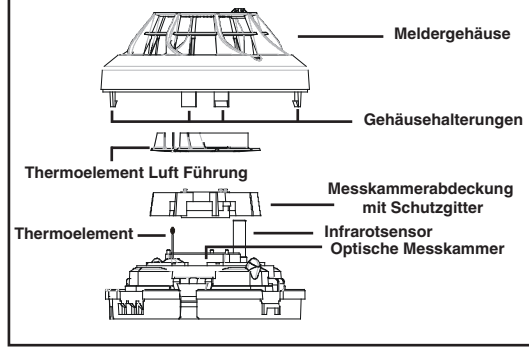 Meldergehäuse
Gehäusehalterungen
Thermoelement Luft Führung
Messkammerabdeckung
mit Schutzgitter
Thermoelement
Infrarotsensor
Optische Messkammer